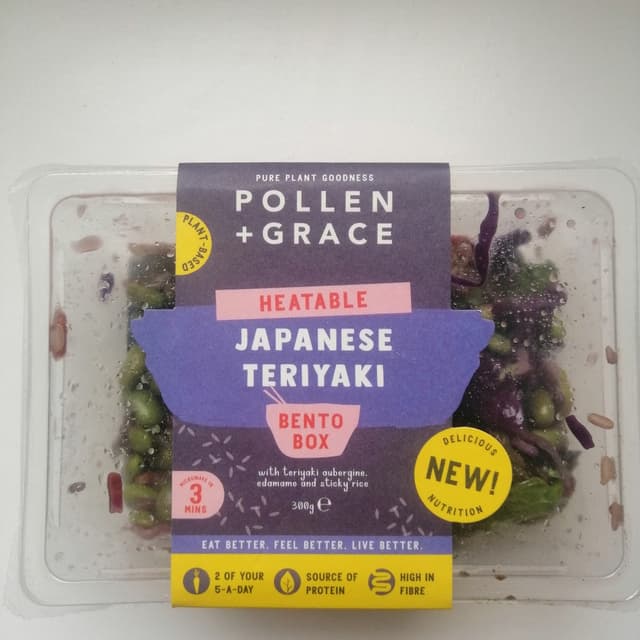 PURE PLANT GOODNESS
POLLEN
+GRACE
PLANT-BASED
HEATABLE
JAPANESE
TERIYAKI
BENTO
BOX
with teriyaki aubergine,
edamame and sticky rice
300g ℮
MICROWAVE IN
3
MINS
DELICIOUS
NEW!
NUTRITION
EAT BETTER. FEEL BETTER. LIVE BETTER.
2 OF YOUR
5-A-DAY
SOURCE OF
PROTEIN
HIGH IN
FIBRE